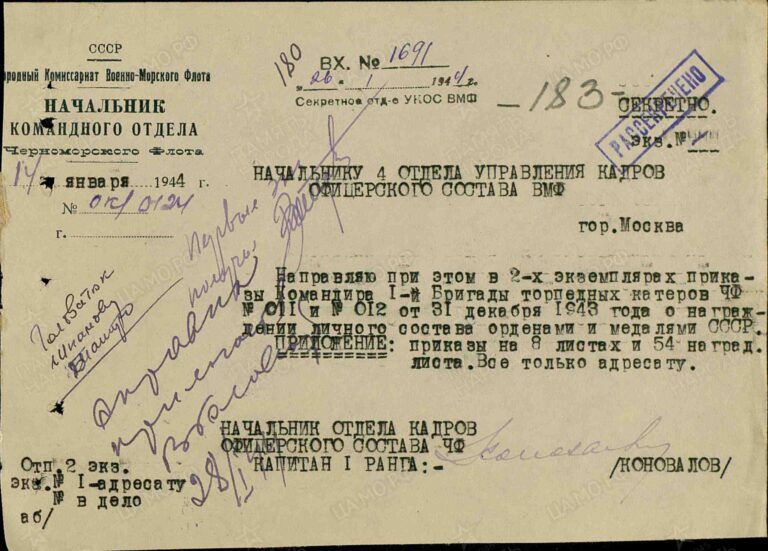 СССР
ародный Комиссариат Военно-Морского Флота
НАЧАЛЬНИК
КОМАНДНОГО ОТДЕЛА
Черноморского Флота
14 января 1944 г.
№ ок/0124
г.
180
ВХ. № 1691
"26" 1 1944 г.
Секретное отд-е УКОС ВМФ
-183-
СЕКРЕТНО.
экз.№
РАССЕКРЕЧЕНО
НАЧАЛЬНИКУ 4 ОТДЕЛА УПРАВЛЕНИЯ КАДРОВ
ОФИЦЕРСКОГО СОСТАВА ВМФ
гор.Москва
Направляю при этом в 2-х экземплярах прика-
зы Командира I-й Бригады торпедных катеров ЧФ
№ 011 и № 012 от 31 декабря 1943 года о награж-
дении личного состава орденами и медалями СССР.
ПРИЛОЖЕНИЕ: приказы на 8 листах и 54 наград.
листа.Все только адресату.
Первые
28/I
НАЧАЛЬНИК ОТДЕЛА КАДРОВ
ОФИЦЕРСКОГО СОСТАВА ЧФ
КАПИТАН I РАНГА:-
/КОНОВАЛОВ/
Отп.2 экз.
экз.№ I-адресату
№ в дело
аб/